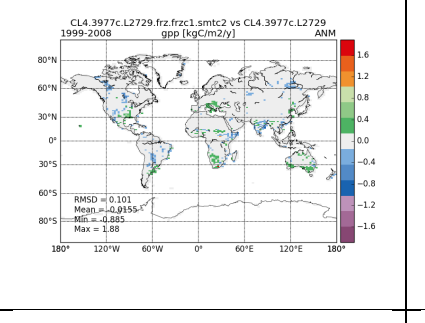 CL4.3977c.L2729.frz.frzc1.smtc2 vs CL4.3977c.L2729
1999-2008 gpp [kgC/m2/y] ANM
80°N
60°N
30°N
0°
30°S
60°S
80°S
RMSD = 0.101
Mean = -0.0155
Min = -0.885
Max = 1.88
180° 120°W 60°W 0° 60°E 120°E 180°
1.6
1.2
0.8
0.4
0.0
−0.4
−0.8
−1.2
−1.6